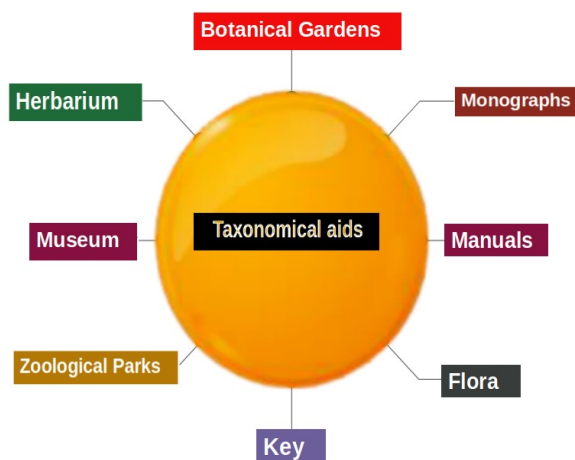 Botanical Gardens
Herbarium
Monographs
Museum
Taxonomical aids
Manuals
Zoological Parks
Flora
Key